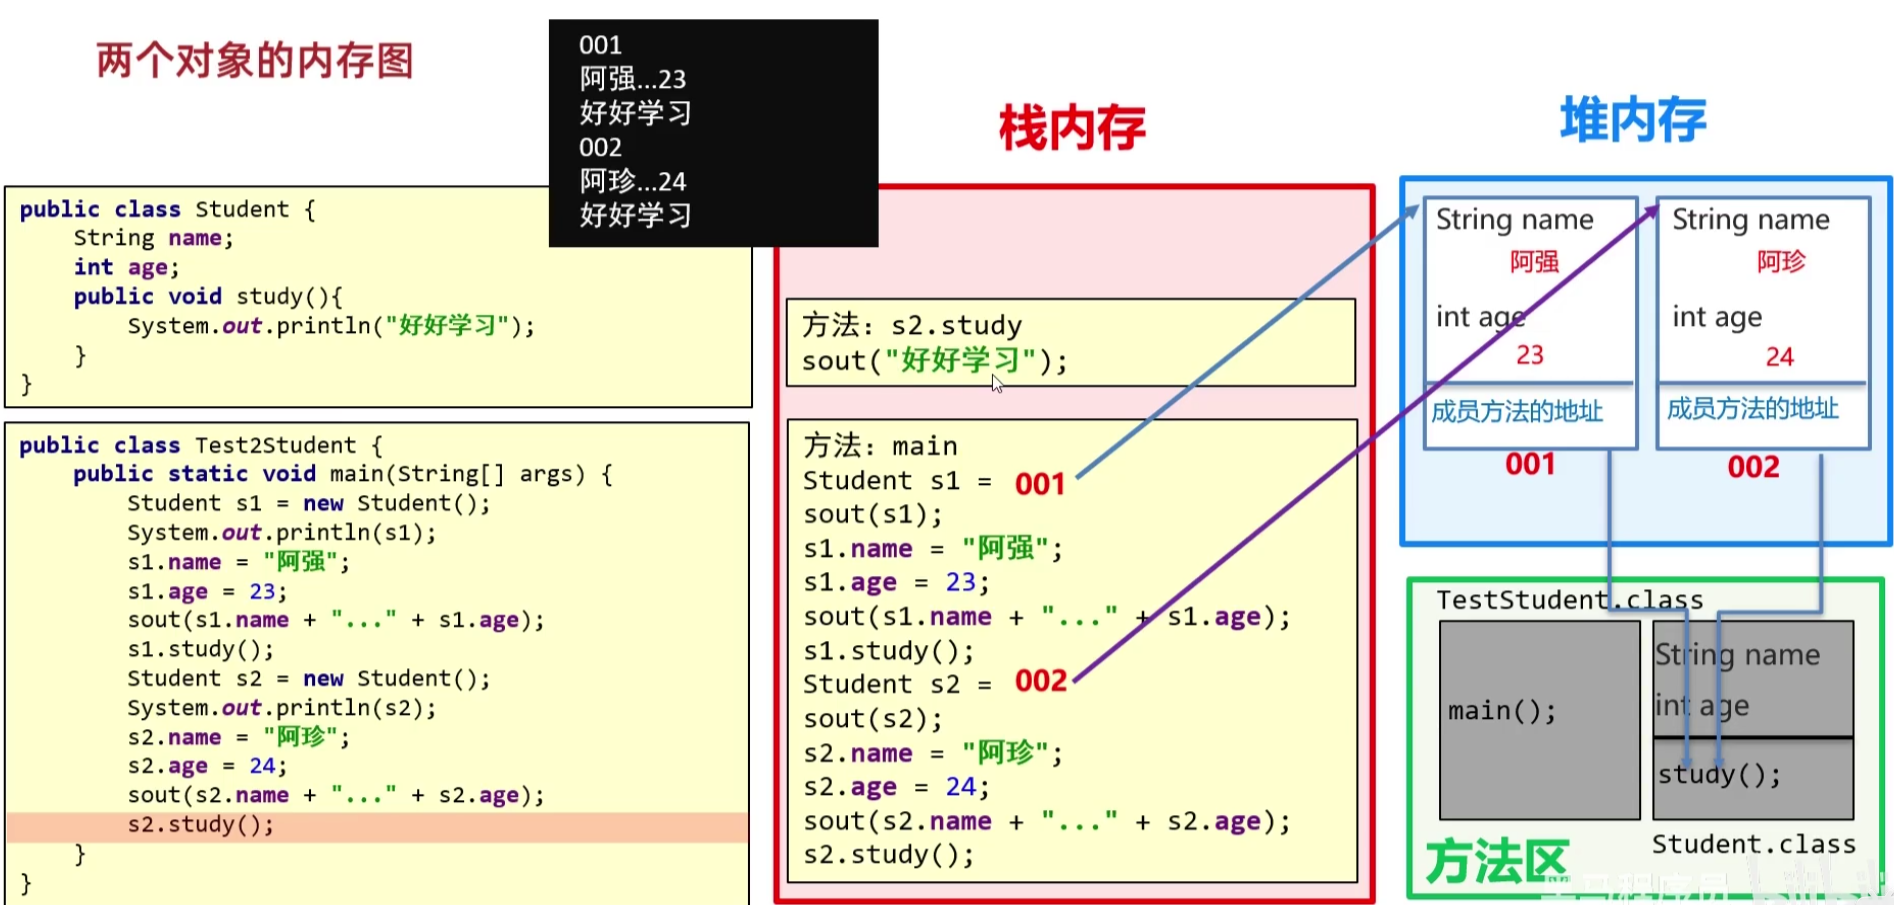 两个对象的内存图
001
阿强...23
好好学习
002
阿珍...24
好好学习
public class Student {
String name;
int age;
public void study(){
System.out.println("好好学习");
}
}
public class Test2Student {
public static void main(String[] args) {
Student s1 = new Student();
System.out.println(s1);
s1.name = "阿强";
s1.age = 23;
sout(s1.name + "..." + s1.age);
s1.study();
Student s2 = new Student();
System.out.println(s2);
s2.name = "阿珍";
s2.age = 24;
sout(s2.name + "..." + s2.age);
s2.study();
}
}
栈内存
方法：s2.study
sout("好好学习");
方法：main
Student s1 = 001
sout(s1);
s1.name = "阿强";
s1.age = 23;
sout(s1.name + "..." + s1.age);
s1.study();
Student s2 = 002
sout(s2);
s2.name = "阿珍";
s2.age = 24;
sout(s2.name + "..." + s2.age);
s2.study();
堆内存
String name
阿强
int age
23
成员方法的地址
001
String name
阿珍
int age
24
成员方法的地址
002
TestStudent.class
main();
String name
int age
study();
Student.class
方法区